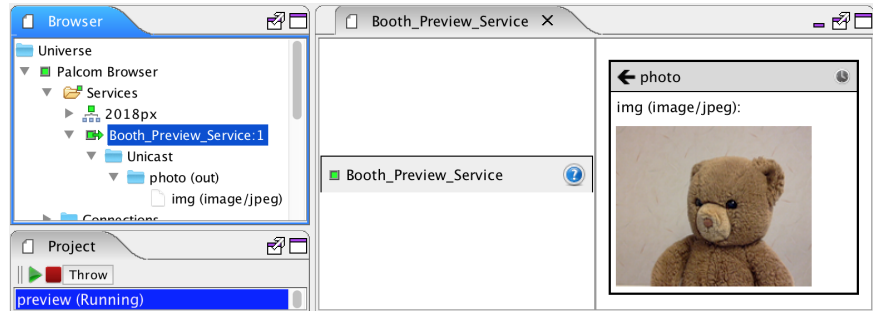 Browser
Universe
Palcom Browser
Services
2018px
Booth_Preview_Service:1
Unicast
photo (out)
img (image/jpeg)
Connections
Project
Throw
preview (Running)
Booth_Preview_Service
Booth_Preview_Service
?
photo
img (image/jpeg):